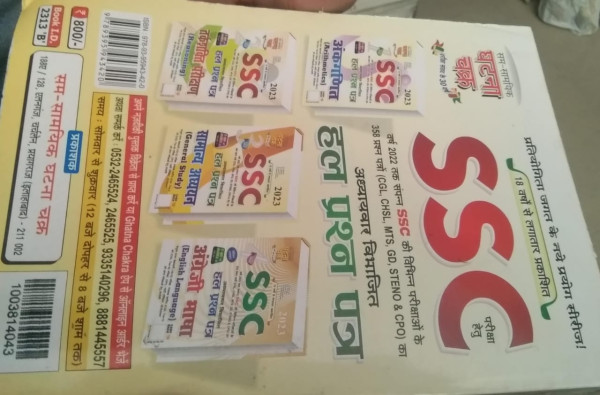 प्रतियोगिता जगत के नये प्रयोग सीरीज!
18 वर्षों से लगातार प्रकाशित
सम-सामयिक
घटना
चक्र
SSC
परीक्षा
हेतु
वर्ष 2022 तक संपन्न SSC की विभिन्न परीक्षाओं के
358 प्रश्न पत्रों (CGL, CHSL, MTS, GD, STENO & CPO) का
अध्यायवार विभाजित
हल प्रश्न पत्र
2023
SSC
हल प्रश्न पत्र
अंकगणित
(Arithmetic)
2023
SSC
हल प्रश्न पत्र
(Reasoning)
2023
SSC
हल प्रश्न पत्र
सामान्य अध्ययन
(General Study)
2023
SSC
हल प्रश्न पत्र
अंग्रेजी भाषा
(English Language)
ISBN
₹ 800/-
Book I.D.
2313 'B'
अपने नजदीकी पुस्तक विक्रेता से प्राप्त करें या Ghatna Chakra ऐप से ऑनलाइन आर्डर भेजें
अथवा सम्पर्क करें : 0532-2465524, 2465525, 9335140296, 8881445557
समय : सोमवार से शुक्रवार (12 बजे दोपहर से 8 बजे शाम तक)
प्रकाशक
सम-सामयिक घटना चक्र
188A / 128, एलनगंज, चर्चलेन, प्रयागराज (इलाहाबाद) - 211 002
1003814043